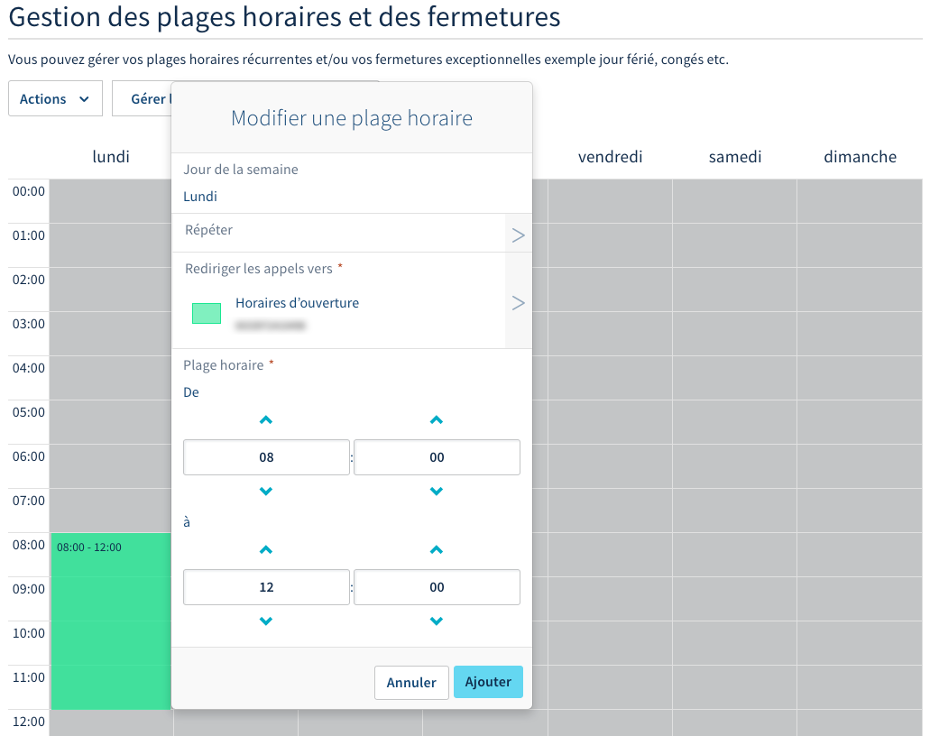 Gestion des plages horaires et des fermetures
Vous pouvez gérer vos plages horaires récurrentes et/ou vos fermetures exceptionnelles exemple jour férié, congés etc.
Actions
Gérer
Modifier une plage horaire
lundi
vendredi
samedi
dimanche
Jour de la semaine
Lundi
Répéter
Rediriger les appels vers *
Horaires d’ouverture
Plage horaire *
De
08 : 00
à
12 : 00
Annuler
Ajouter
00:00
01:00
02:00
03:00
04:00
05:00
06:00
07:00
08:00
08:00 - 12:00
09:00
10:00
11:00
12:00